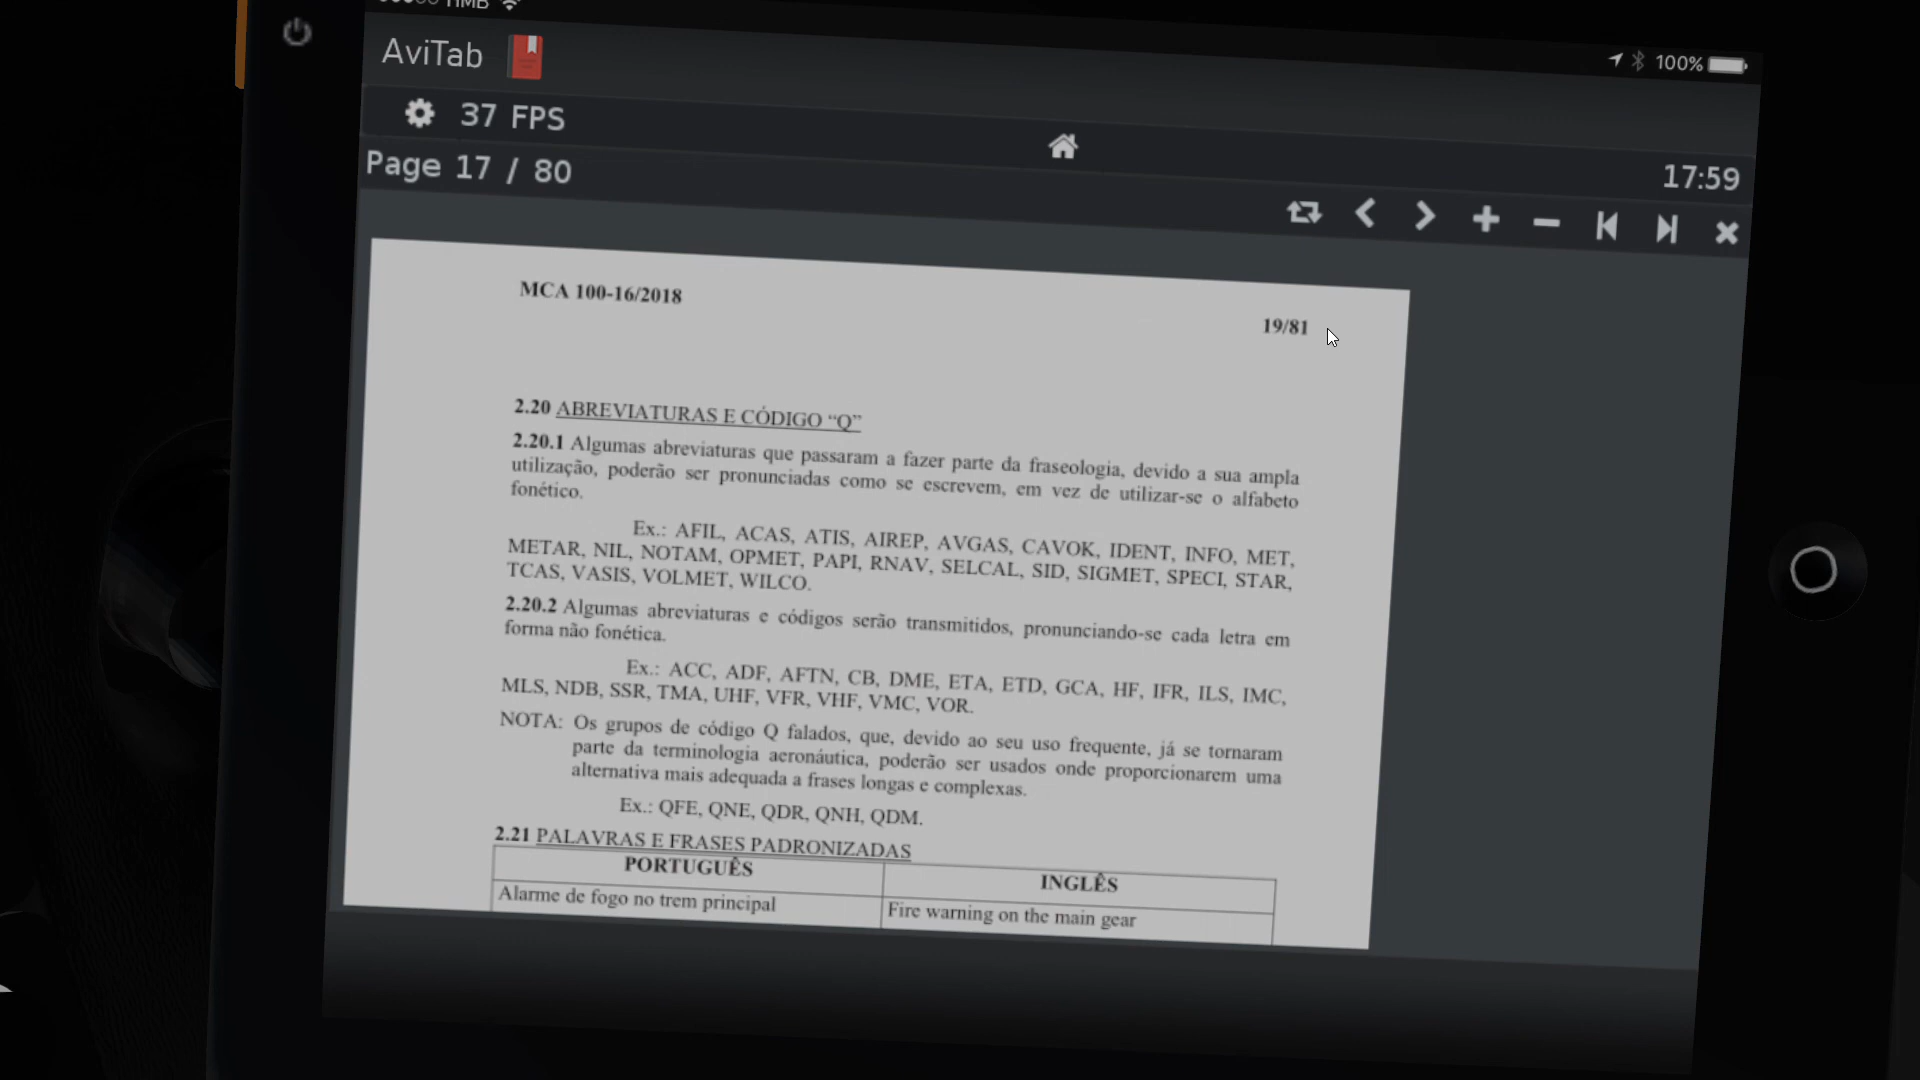 HMB
100%
AviTab
37 FPS
17:59
Page 17 / 80
MCA 100-16/2018
19/81
2.20 ABREVIATURAS E CÓDIGO “Q”
2.20.1 Algumas abreviaturas que passaram a fazer parte da fraseologia, devido a sua ampla
utilização, poderão ser pronunciadas como se escrevem, em vez de utilizar-se o alfabeto
fonético.
Ex.: AFIL, ACAS, ATIS, AIREP, AVGAS, CAVOK, IDENT, INFO, MET,
METAR, NIL, NOTAM, OPMET, PAPI, RNAV, SELCAL, SID, SIGMET, SPECI, STAR,
TCAS, VASIS, VOLMET, WILCO.
2.20.2 Algumas abreviaturas e códigos serão transmitidos, pronunciando-se cada letra em
forma não fonética.
Ex.: ACC, ADF, AFTN, CB, DME, ETA, ETD, GCA, HF, IFR, ILS, IMC,
MLS, NDB, SSR, TMA, UHF, VFR, VHF, VMC, VOR.
NOTA: Os grupos de código Q falados, que, devido ao seu uso frequente, já se tornaram
parte da terminologia aeronáutica, poderão ser usados onde proporcionarem uma
alternativa mais adequada a frases longas e complexas.
Ex.: QFE, QNE, QDR, QNH, QDM.
2.21 PALAVRAS E FRASES PADRONIZADAS
PORTUGUÊS INGLÊS
Alarme de fogo no trem principal Fire warning on the main gear